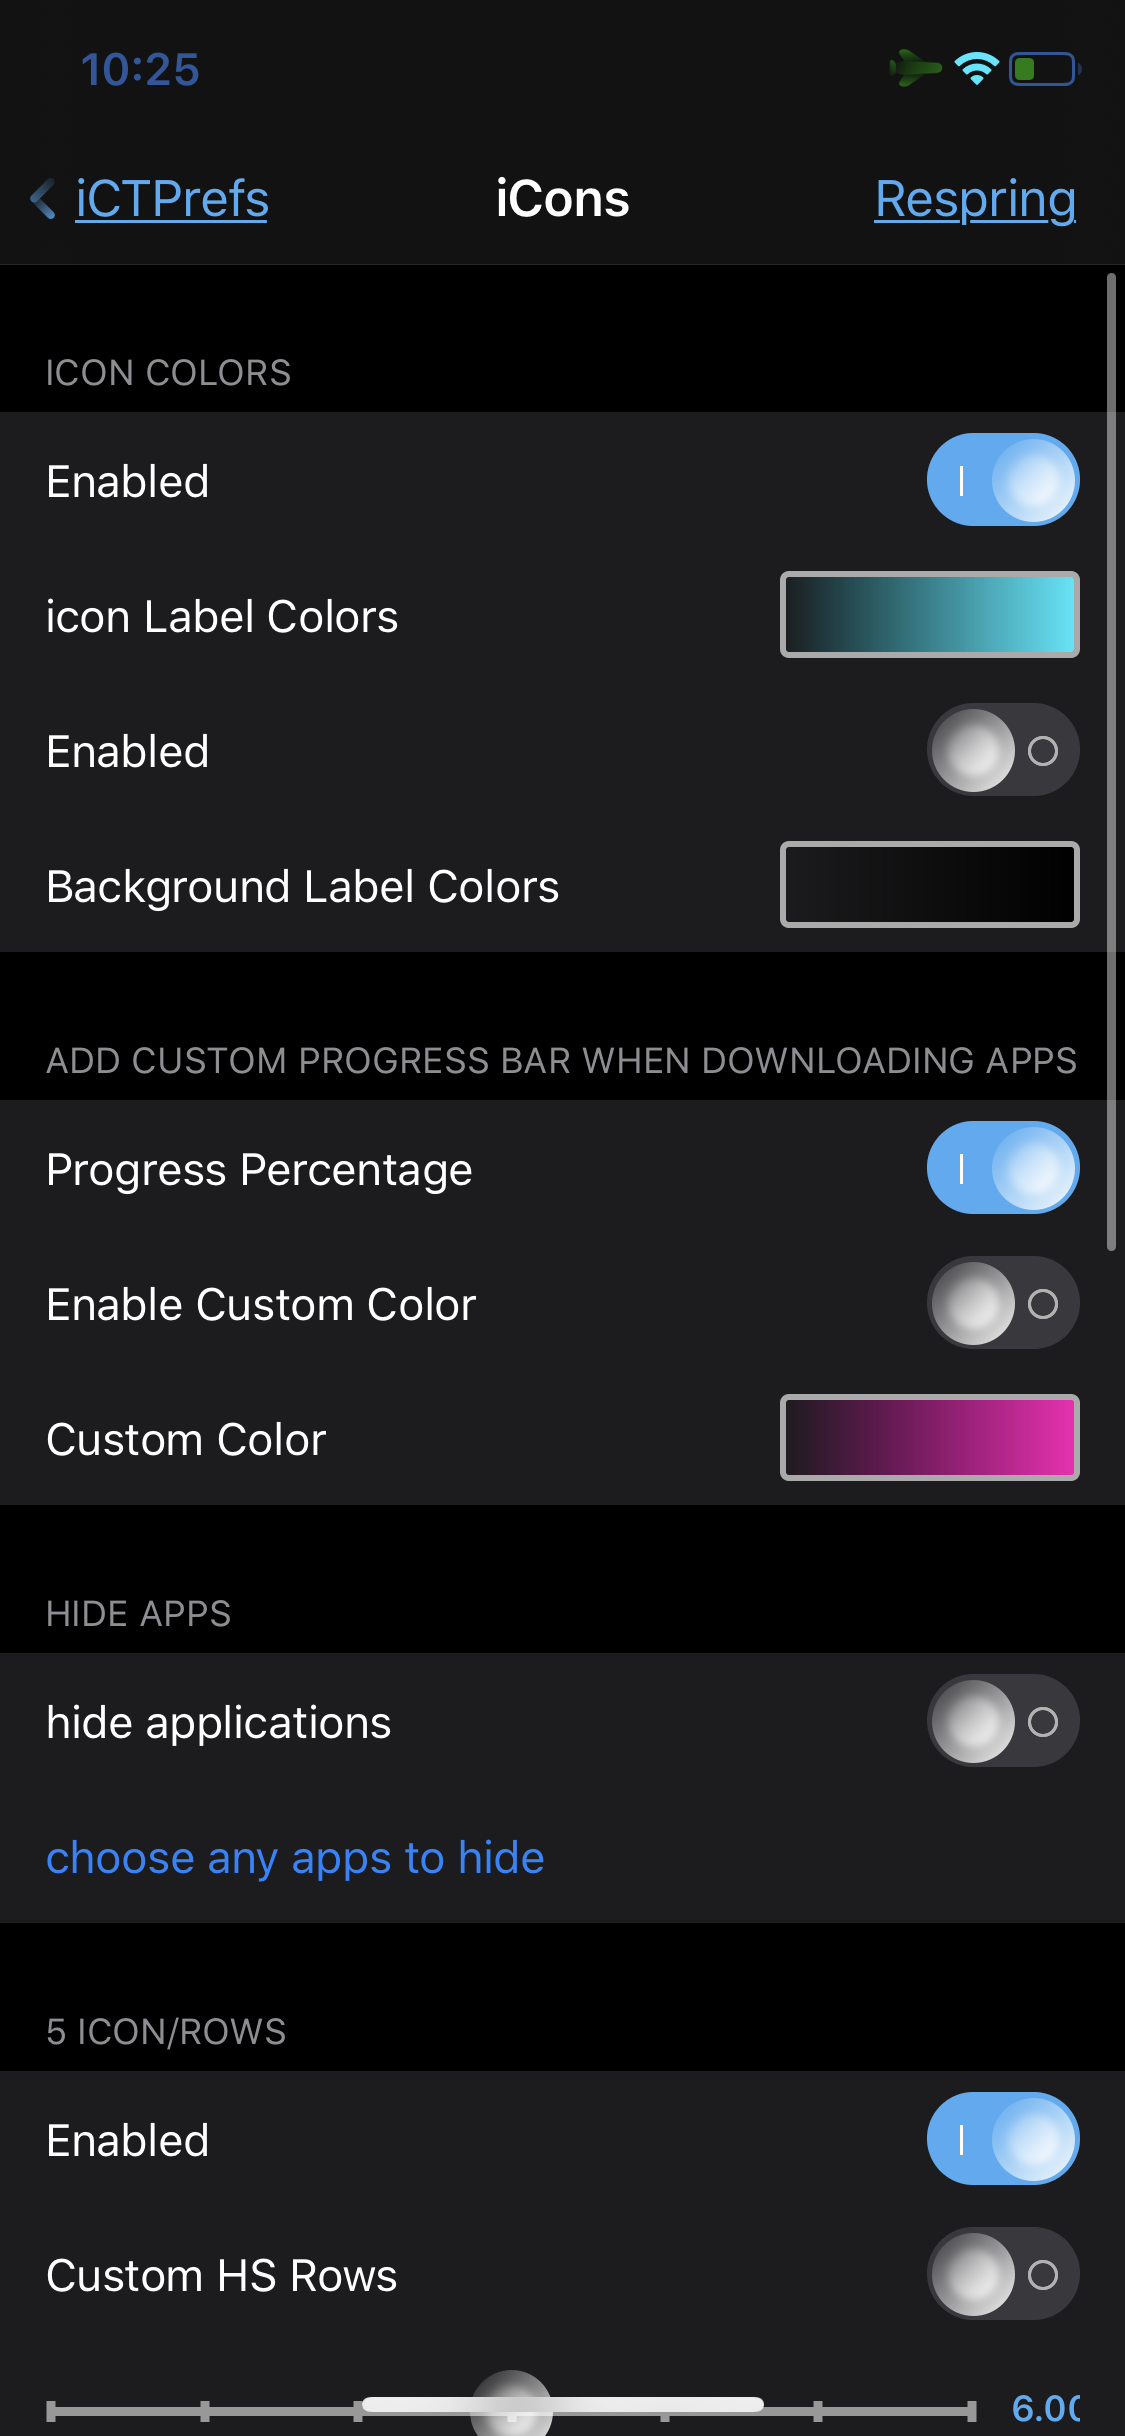 10:25
iCTPrefs
iCons
Respring
ICON COLORS
Enabled
icon Label Colors
Enabled
Background Label Colors
ADD CUSTOM PROGRESS BAR WHEN DOWNLOADING APPS
Progress Percentage
Enable Custom Color
Custom Color
HIDE APPS
hide applications
choose any apps to hide
5 ICON/ROWS
Enabled
Custom HS Rows
6.00